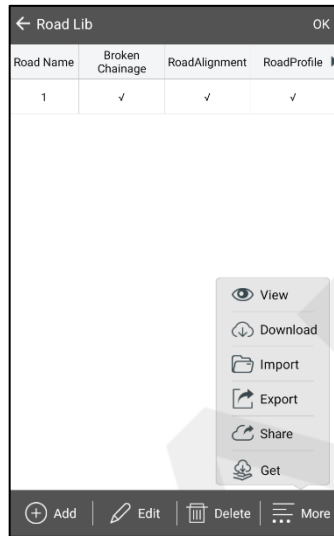 ← Road Lib OK
Road Name Broken Chainage RoadAlignment RoadProfile
1 √ √ √
View
Download
Import
Export
Share
Get
Add Edit Delete More